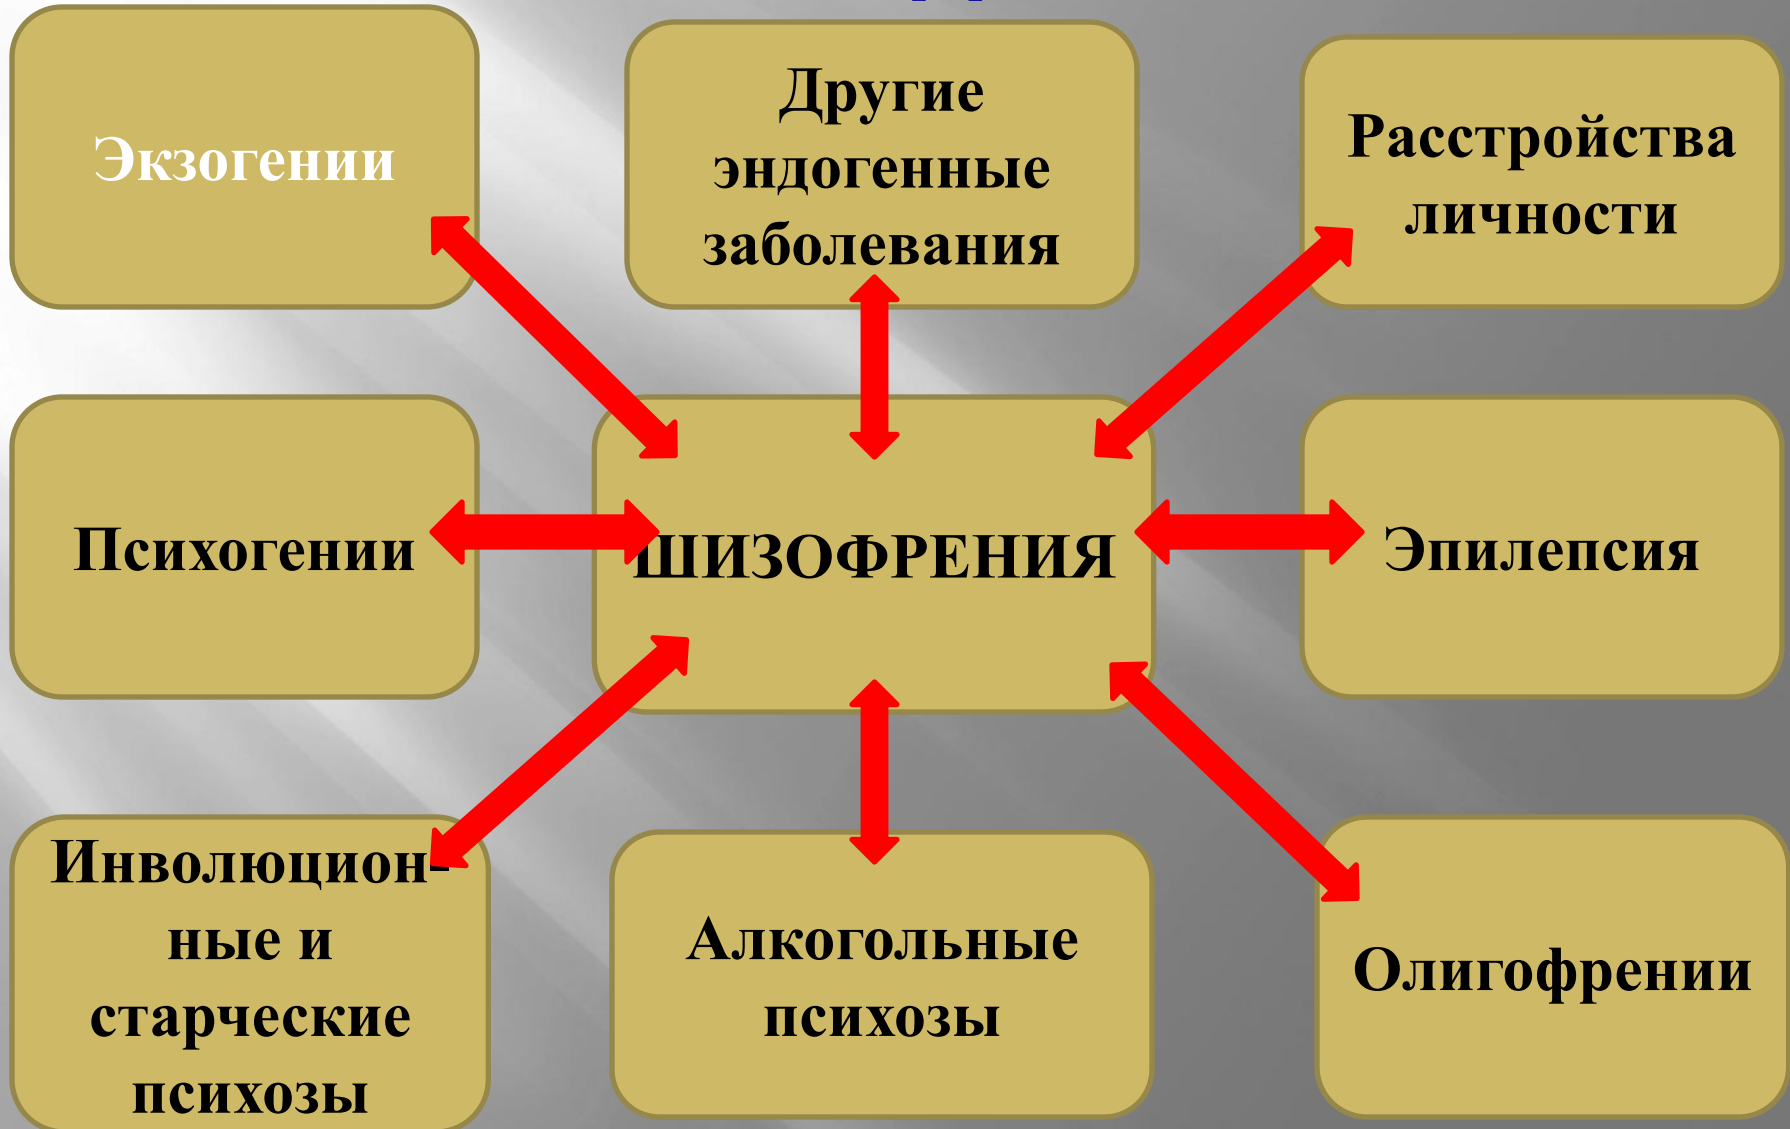 Экзогении
Другие
эндогенные
заболевания
Расстройства
личности
Психогении
ШИЗОФРЕНИЯ
Эпилепсия
Инволюцион-
ные и
старческие
психозы
Алкогольные
психозы
Олигофрении